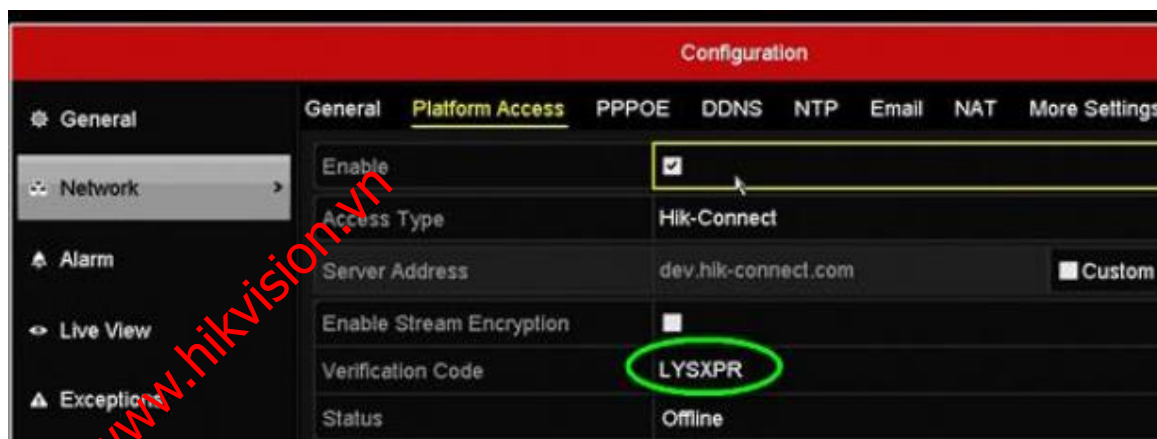 Configuration
General
Network
Alarm
Live View
Exceptions
General Platform Access PPPOE DDNS NTP Email NAT More Settings
Enable
Access Type Hik-Connect
Server Address dev.hik-connect.com Custom
Enable Stream Encryption
Verification Code LYSXPR
Status Offline
www.hikvision.vn